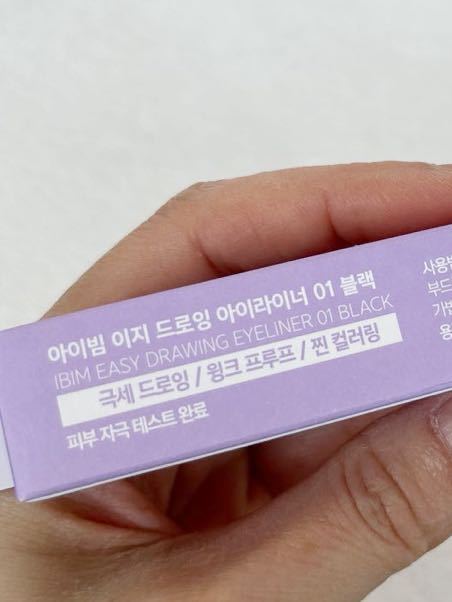 아이빔 이지 드로잉 아이라이너 01 블랙
IBIM EASY DRAWING EYELINER 01 BLACK
극세 드로잉 / 윙크 프루프 / 찐 컬러링
피부 자극 테스트 완료
사용법
부드
가변
용